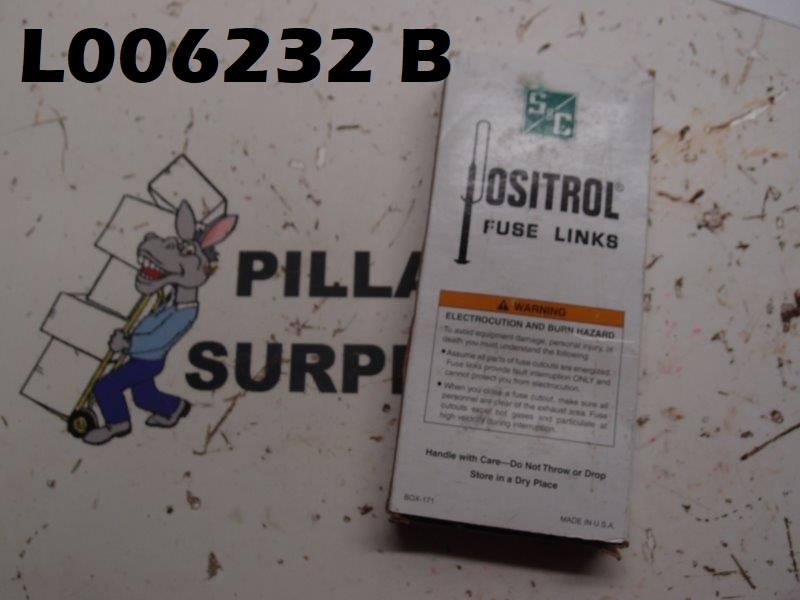 L006232 B
S&C
POSITROL®
FUSE LINKS
PILLA
SURPL
WARNING
ELECTROCUTION AND BURN HAZARD
To avoid equipment damage, personal injury, or
death you must understand the following:
• Assume all parts of fuse cutouts are energized.
Fuse links provide fault interruption ONLY and
cannot protect you from electrocution.
• When you close a fuse cutout, make sure all
personnel are clear of the exhaust area. Fuse
cutouts expel hot gases and particulate at
high velocity during interruption.
Handle with Care—Do Not Throw or Drop
Store in a Dry Place
BOX-171
MADE IN U.S.A.